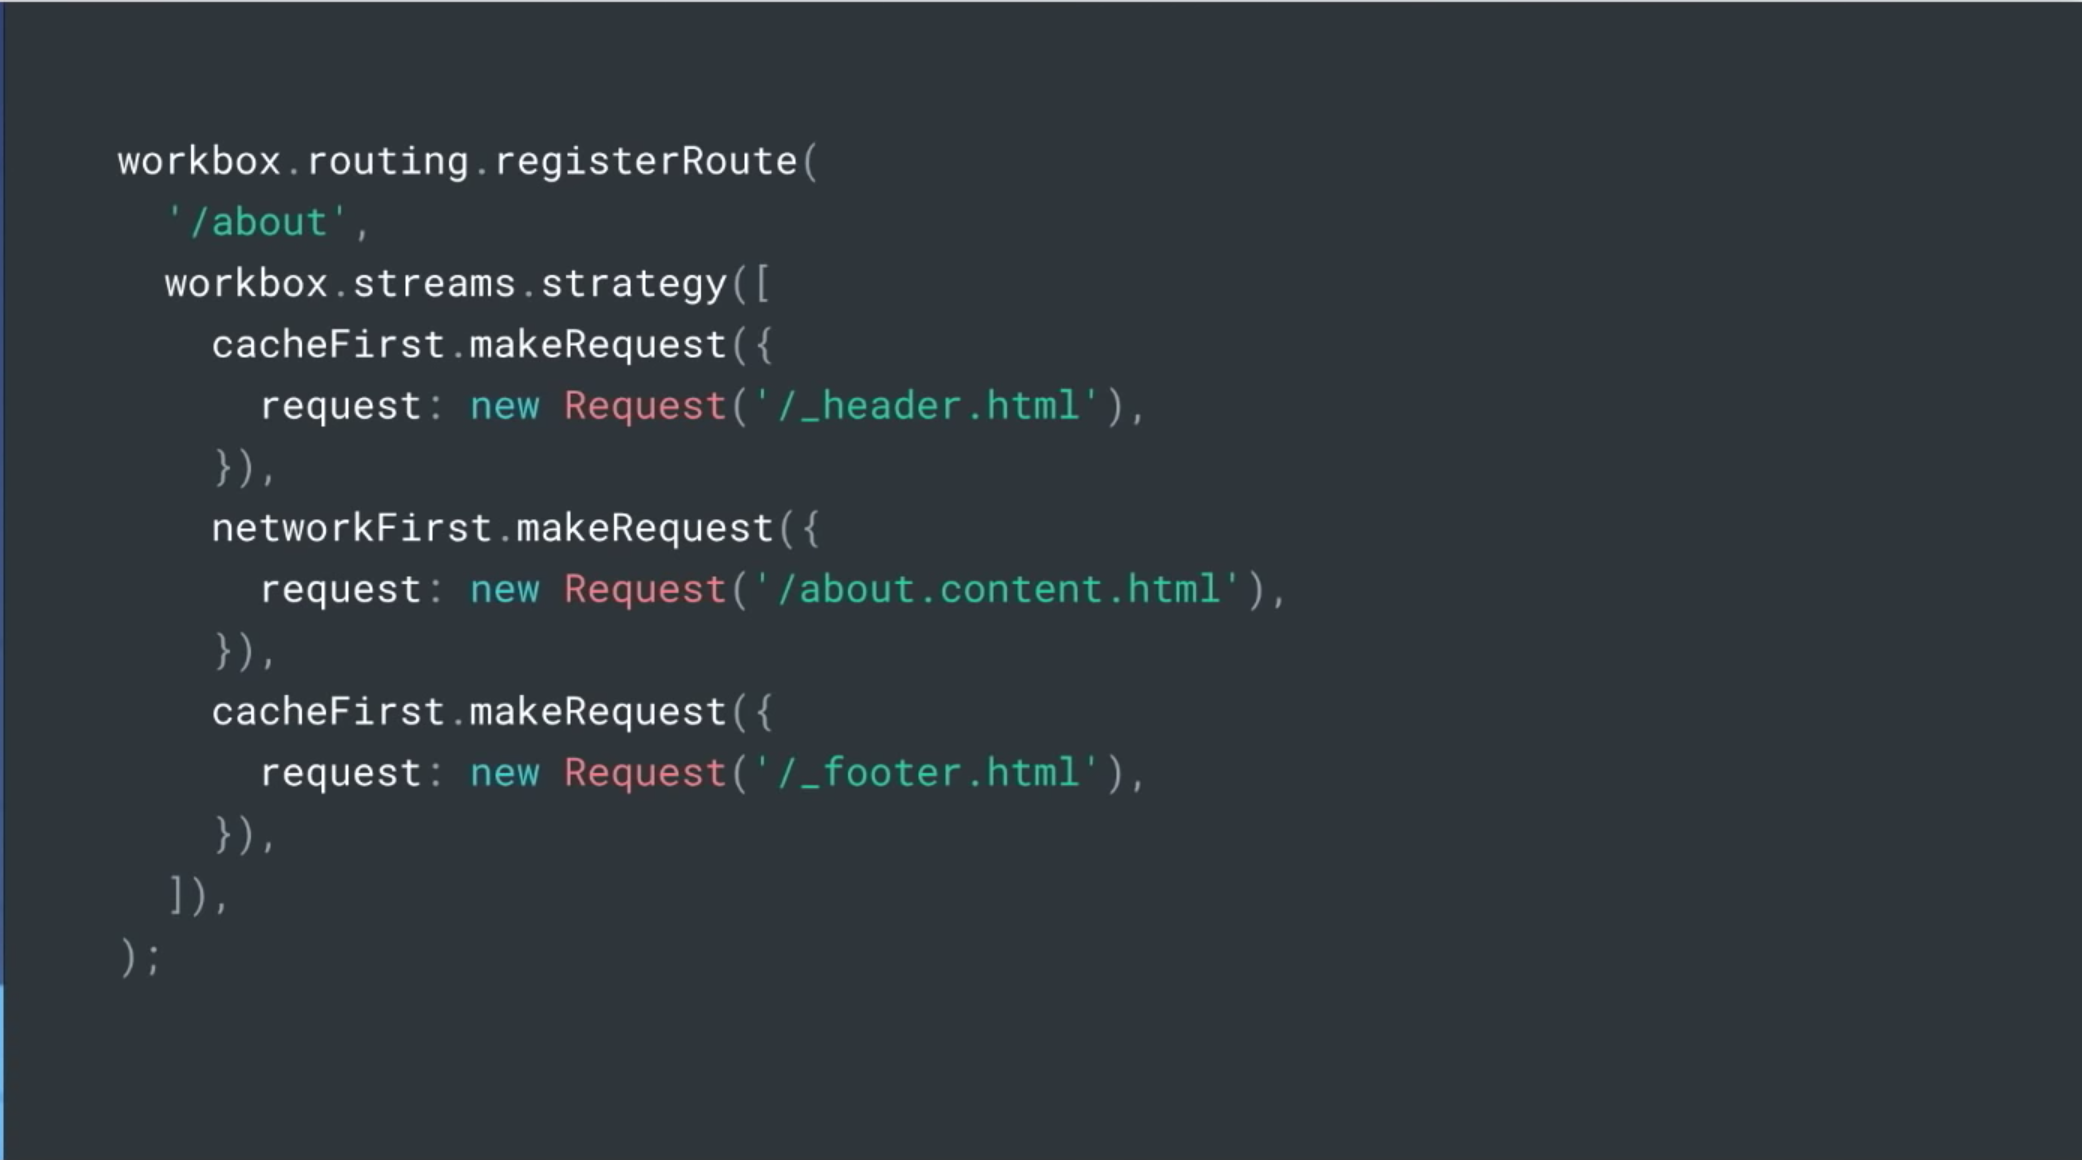 workbox.routing.registerRoute(
  '/about',
  workbox.streams.strategy([
    cacheFirst.makeRequest({
      request: new Request('/_header.html'),
    }),
    networkFirst.makeRequest({
      request: new Request('/about.content.html'),
    }),
    cacheFirst.makeRequest({
      request: new Request('/_footer.html'),
    }),
  ]),
);